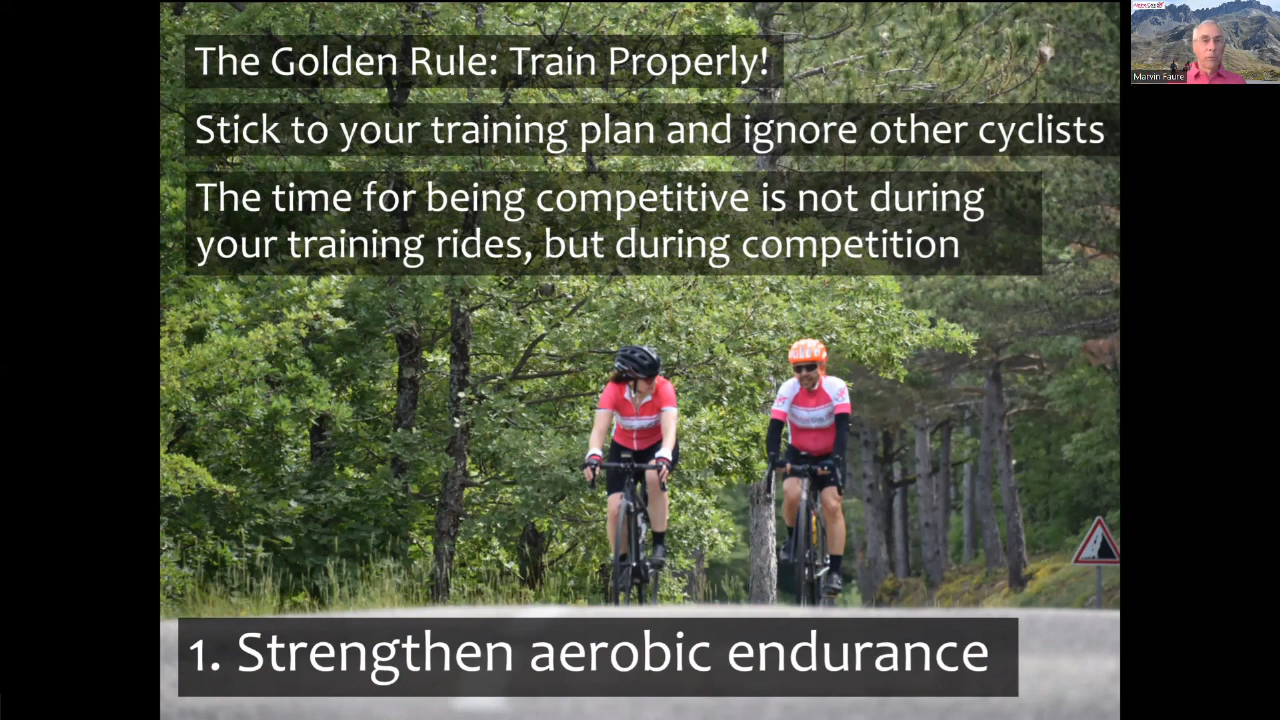 The Golden Rule: Train Properly!
Stick to your training plan and ignore other cyclists
The time for being competitive is not during
your training rides, but during competition
1. Strengthen aerobic endurance
Marvin Faure